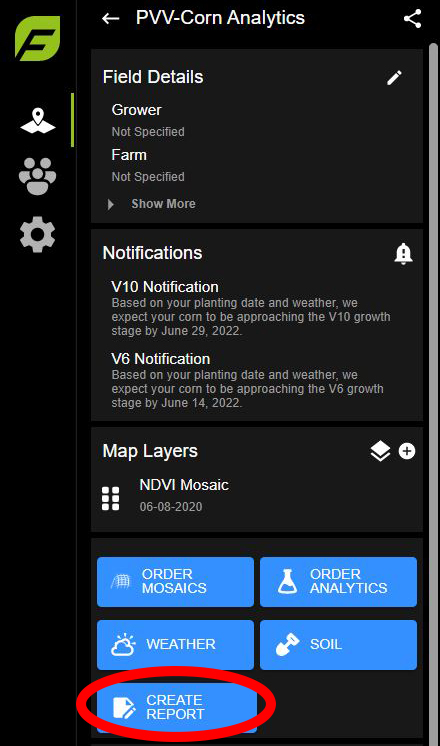 PVV-Corn Analytics
Field Details
Grower
Not Specified
Farm
Not Specified
Show More
Notifications
V10 Notification
Based on your planting date and weather, we
expect your corn to be approaching the V10 growth
stage by June 29, 2022.
V6 Notification
Based on your planting date and weather, we
expect your corn to be approaching the V6 growth
stage by June 14, 2022.
Map Layers
NDVI Mosaic
06-08-2020
ORDER
MOSAICS
ORDER
ANALYTICS
WEATHER
SOIL
CREATE
REPORT